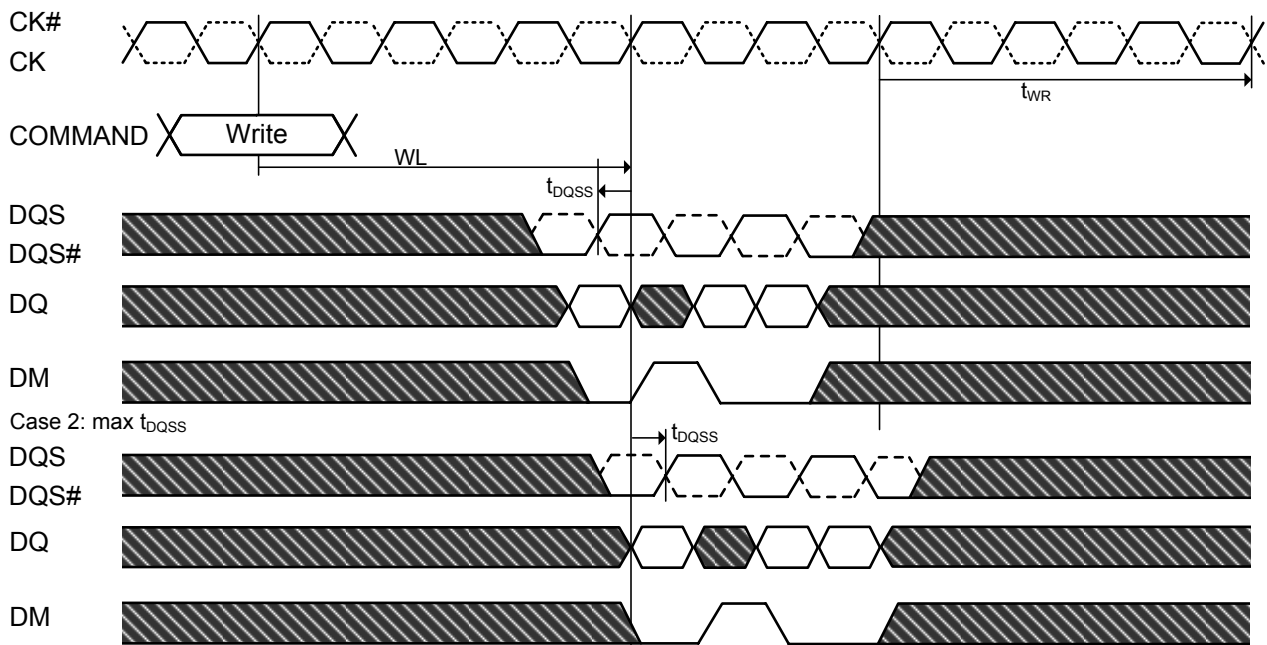 CK#
CK
tWR
COMMAND
Write
WL
tDQSS
DQS
DQS#
DQ
DM
Case 2: max tDQSS
tDQSS
DQS
DQS#
DQ
DM